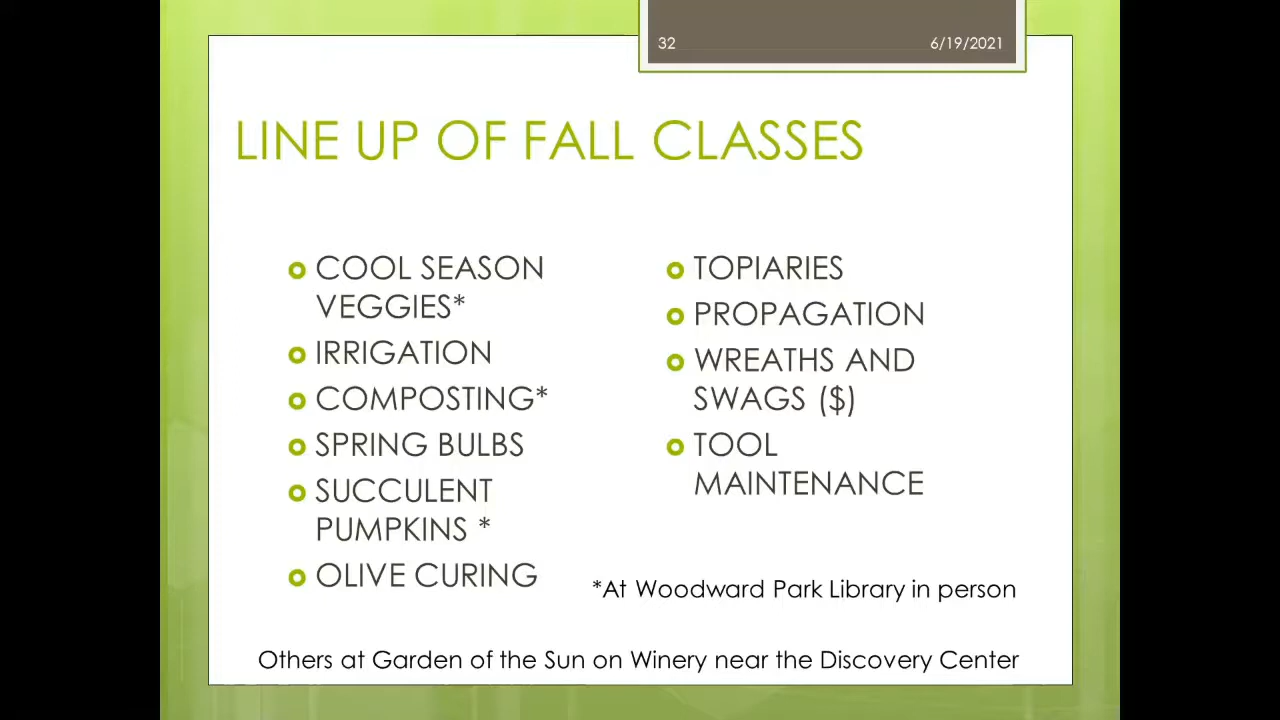 32
6/19/2021
LINE UP OF FALL CLASSES
COOL SEASON
VEGGIES*
IRRIGATION
COMPOSTING*
SPRING BULBS
SUCCULENT
PUMPKINS *
OLIVE CURING
TOPIARIES
PROPAGATION
WREATHS AND
SWAGS ($)
TOOL
MAINTENANCE
*At Woodward Park Library in person
Others at Garden of the Sun on Winery near the Discovery Center